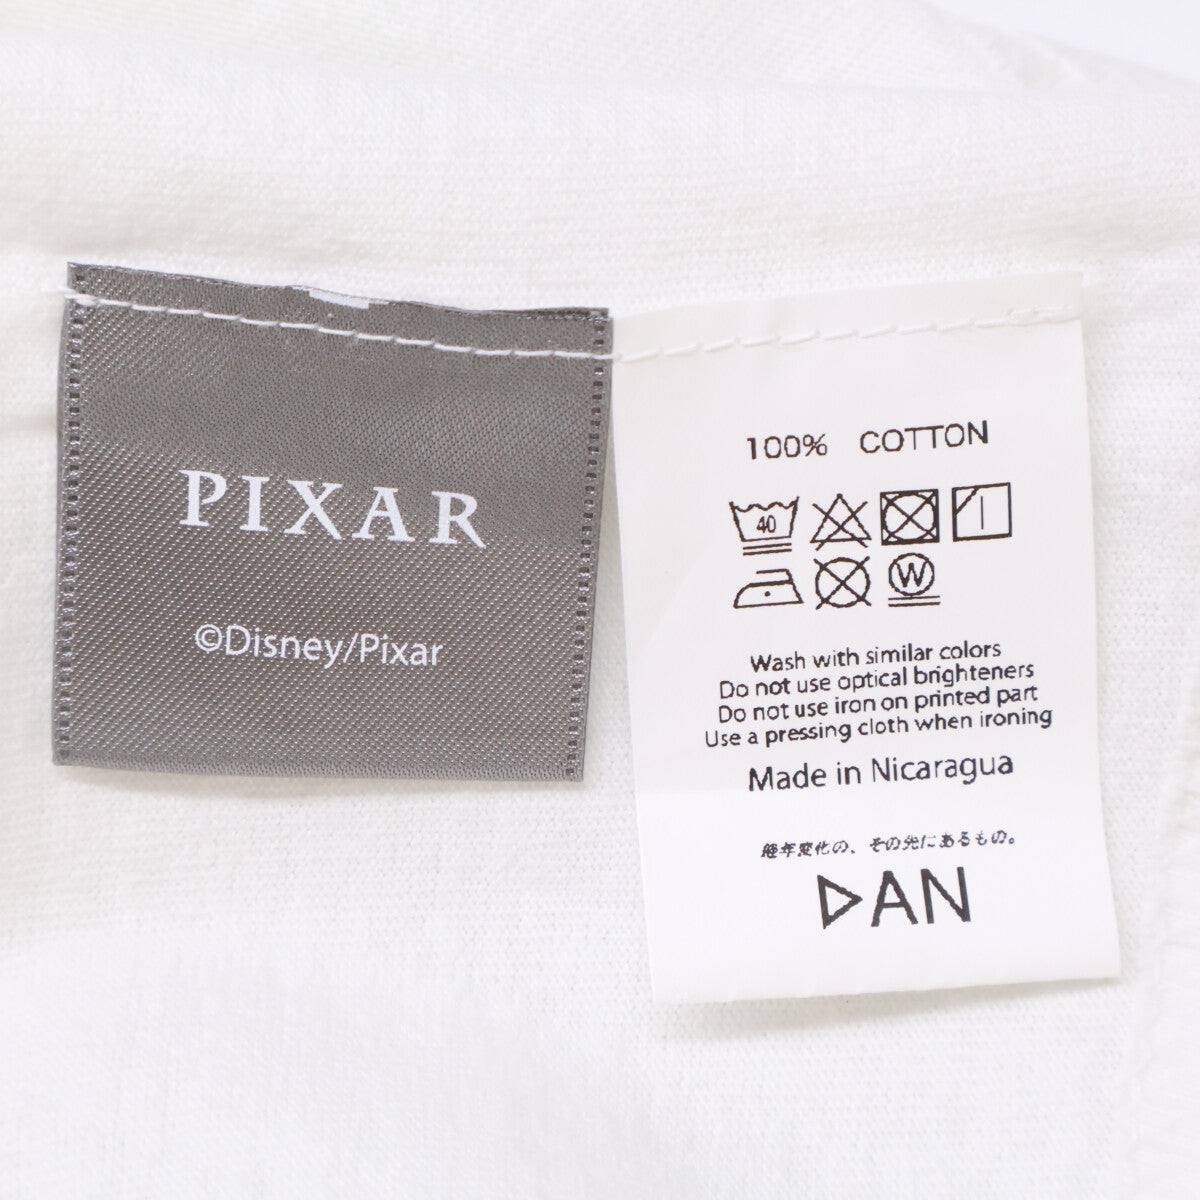 PIXAR
©Disney/Pixar
100% COTTON
40
W
Wash with similar colors
Do not use optical brighteners
Do not use iron on printed part
Use a pressing cloth when ironing
Made in Nicaragua
経年変化の、その先にあるもの。
DAN